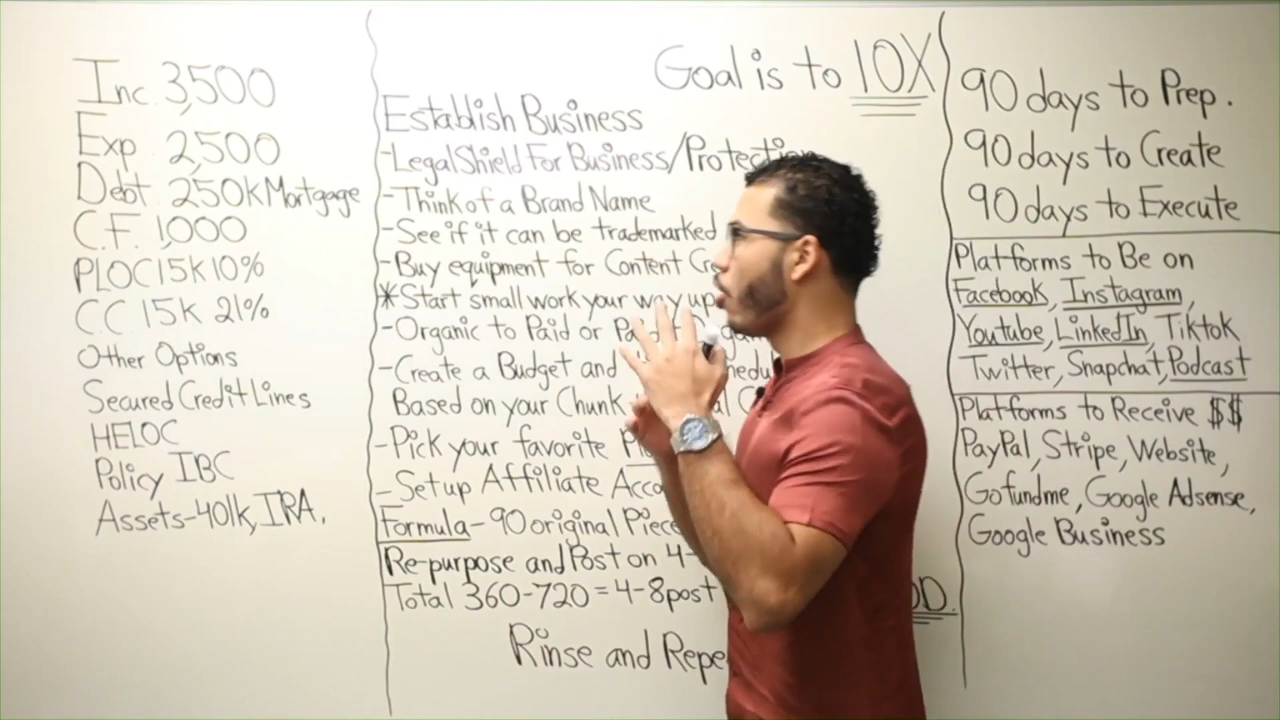 Inc. 3,500
Exp 2,500
Debt 250k Mortgage
C.F. 1,000
PLOC 15k 10%
C.C 15k 21%
Other Options
Secured Credit Lines
HELOC
Policy IBC
Assets-401k, IRA,
Goal is to 10X
Establish Business
-LegalShield For Business/Protection
-Think of a Brand Name
-See if it can be trademarked
-Buy equipment for Content
*Start small work your way up
-Organic to Paid or
-Create a Budget and
Based on your Chunk
-Pick your favorite
-Setup Affiliate
Formula-90 original Piece
Re-purpose and Post on 4-
Total 360-720=4-8 post
Rinse and
90 days to Prep.
90 days to Create
90 days to Execute
Platforms to Be on
Facebook, Instagram,
Youtube, LinkedIn, Tiktok
Twitter, Snapchat, Podcast
Platforms to Receive $$
PayPal, Stripe, Website,
Gofundme, Google Adsense,
Google Business